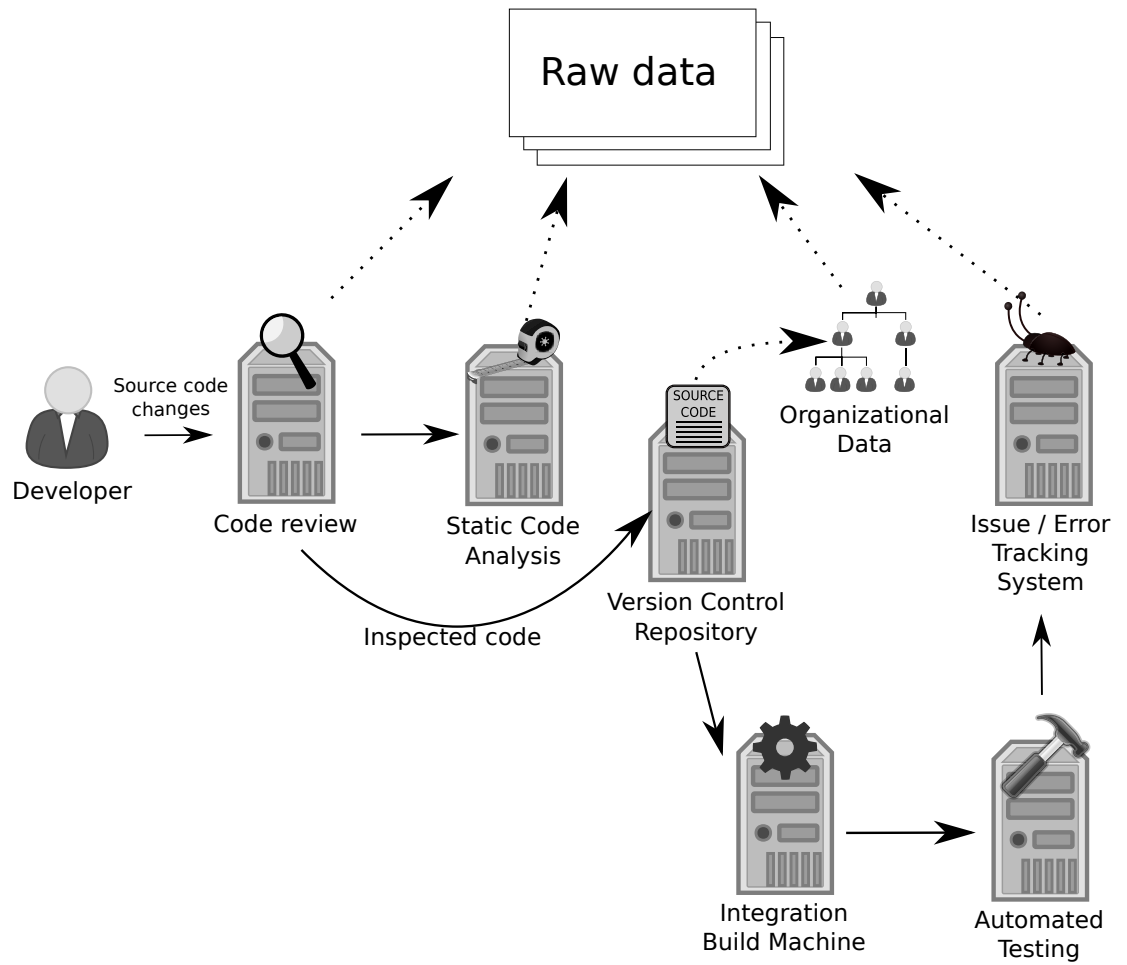 Raw data
Source code
changes
Developer
Code review
Static Code
Analysis
Inspected code
SOURCE
CODE
Version Control
Repository
Organizational
Data
Issue / Error
Tracking
System
Integration
Build Machine
Automated
Testing